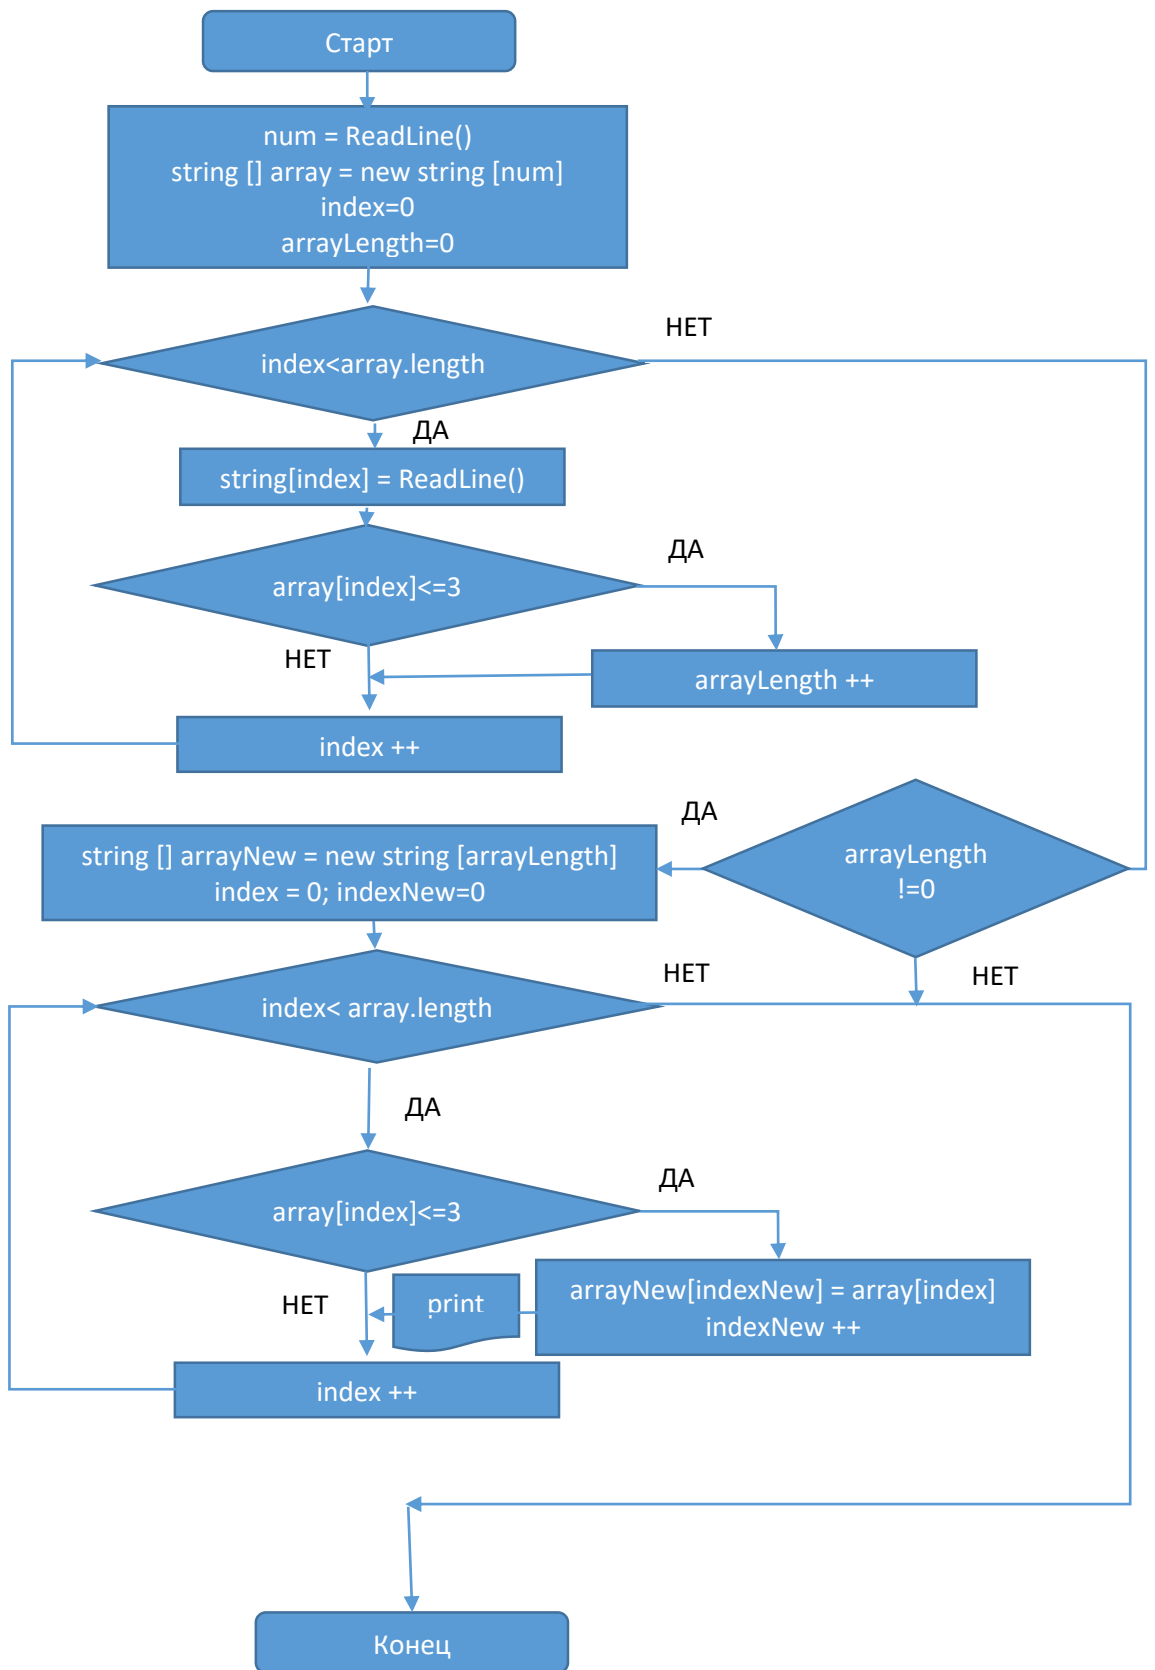 Старт
num = ReadLine()
string [] array = new string [num]
index=0
arrayLength=0
НЕТ
index<array.length
ДА
string[index] = ReadLine()
ДА
array[index]<=3
НЕТ
arrayLength ++
index ++
ДА
string [] arrayNew = new string [arrayLength]
index = 0; indexNew=0
arrayLength
!=0
НЕТ
НЕТ
index< array.length
ДА
ДА
array[index]<=3
НЕТ
print
arrayNew[indexNew] = array[index]
indexNew ++
index ++
Конец